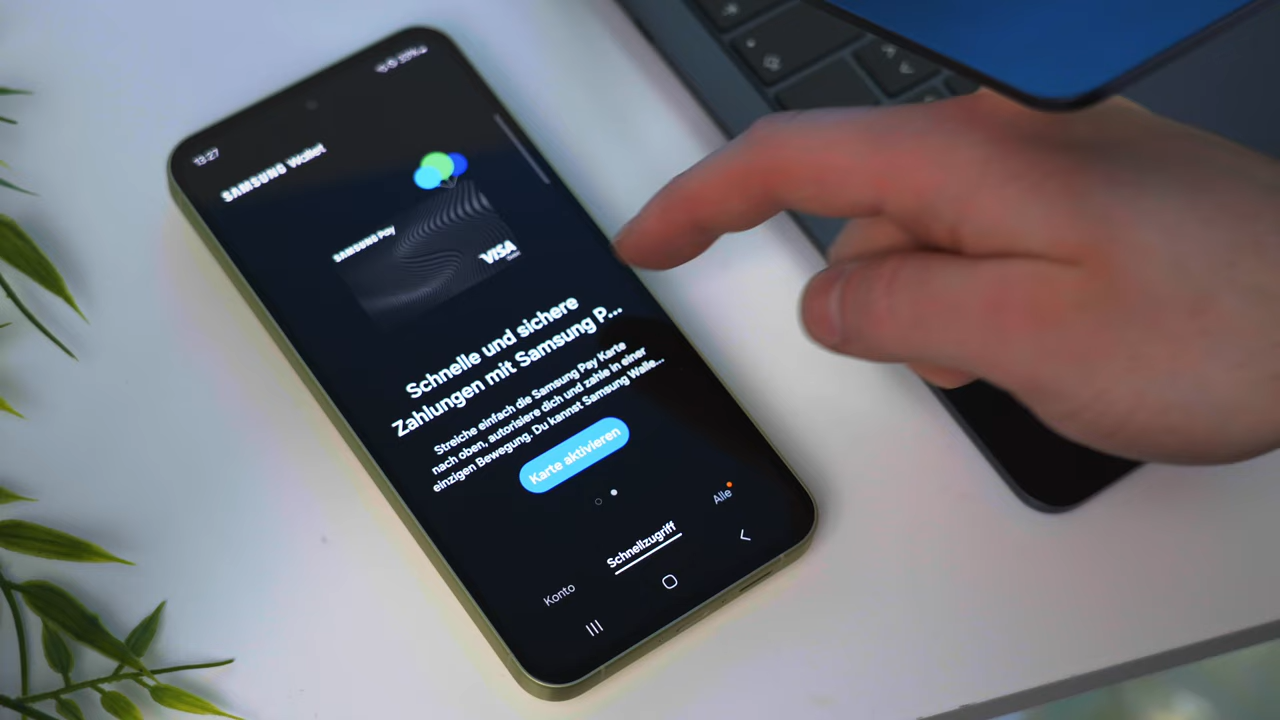 13:27
SAMSUNG Wallet
SAMSUNG Pay
VISA
Schnelle und sichere
Zahlungen mit Samsung P...
Streiche einfach die Samsung Pay Karte
nach oben, autorisiere dich und zahle in einer
einzigen Bewegung. Du kannst Samsung Walle...
Karte aktivieren
Konto
Schnellzugriff
Alle